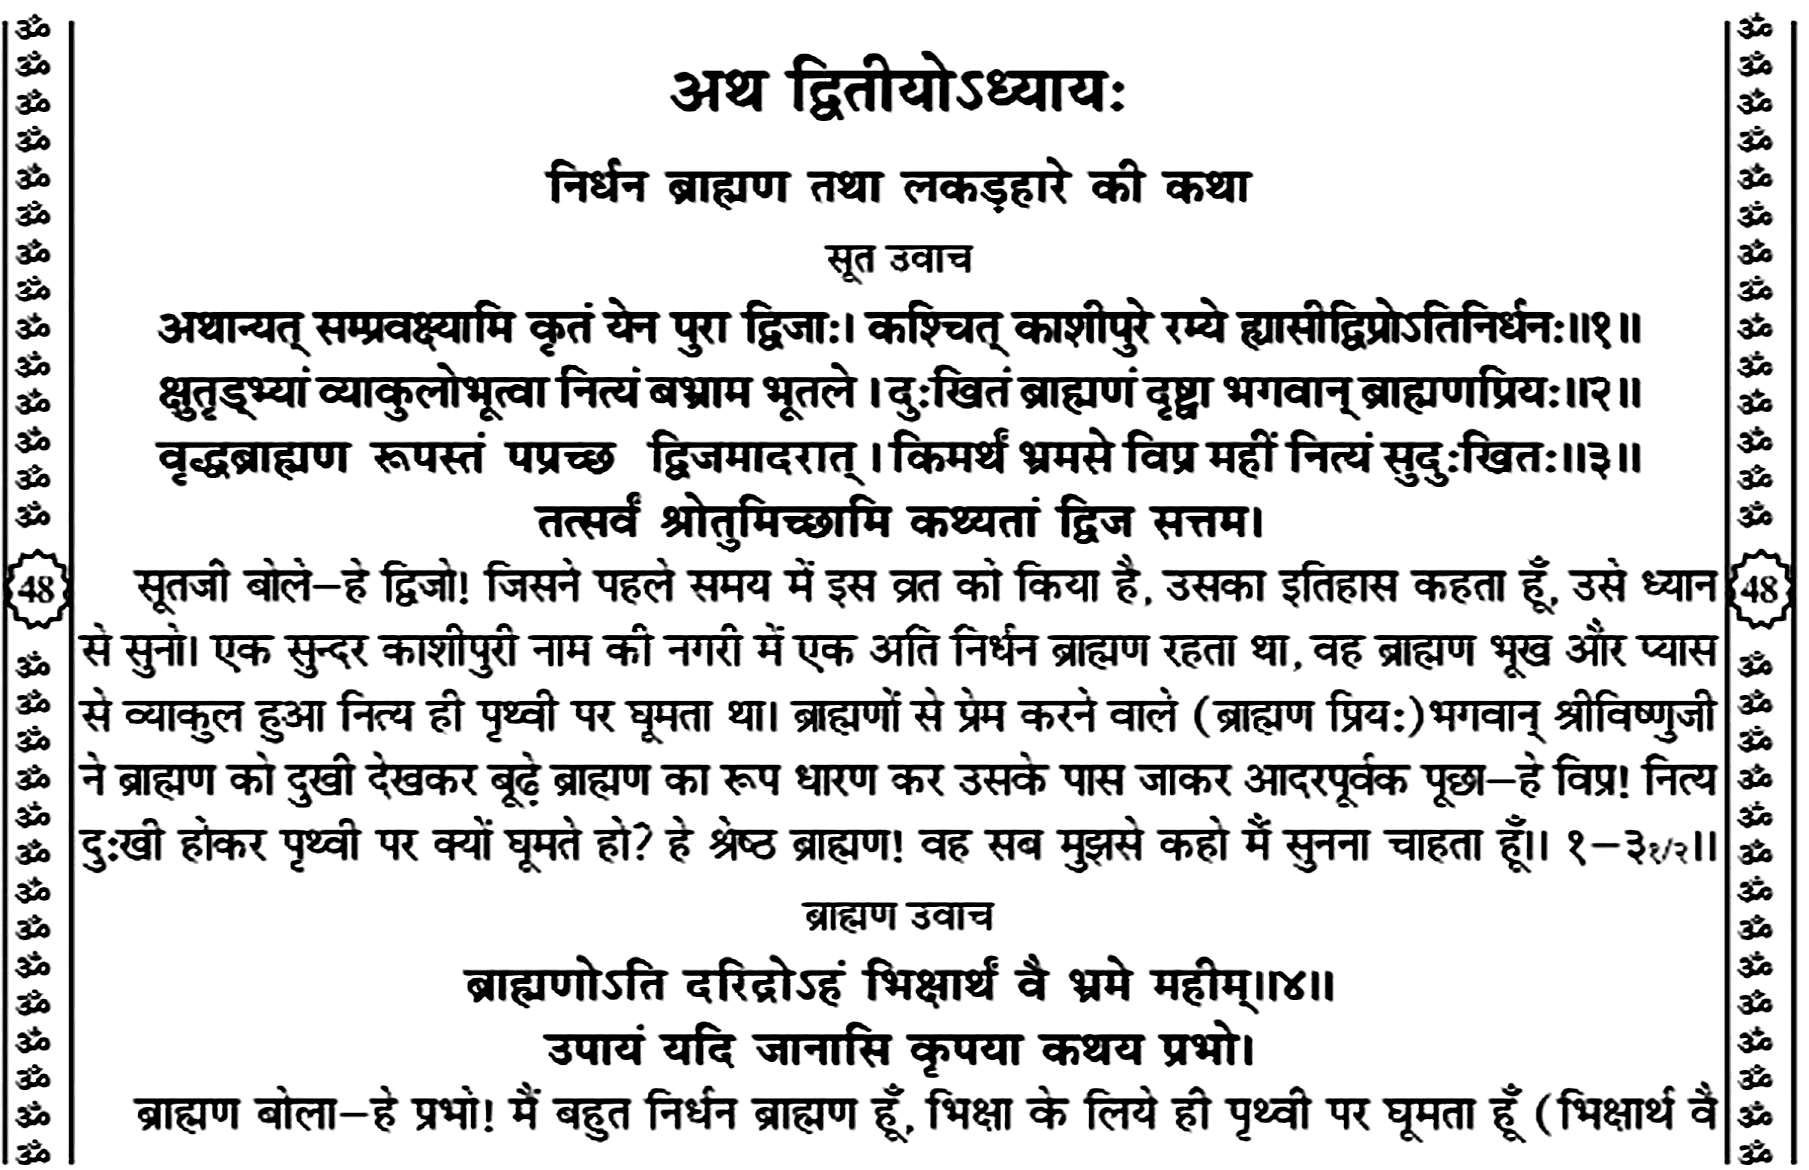 अथ द्वितीयोऽध्यायः
निर्धन ब्राह्मण तथा लकड़हारे की कथा
सूत उवाच
अथान्यत् सम्प्रवक्ष्यामि कृतं येन पुरा द्विजाः। कश्चित् काशीपुरे रम्ये ह्यासीद्विप्रोऽतिनिर्धनः॥१॥
क्षुतृड्भ्यां व्याकुलोभूत्वा नित्यं बभ्राम भूतले। दुःखितं ब्राह्मणं दृष्ट्वा भगवान् ब्राह्मणप्रियः॥२॥
वृद्धब्राह्मण रूपस्तं पप्रच्छ द्विजमादरात्। किमर्थं भ्रमसे विप्र महीं नित्यं सुदुःखितः॥३॥
तत्सर्वं श्रोतुमिच्छामि कथ्यतां द्विज सत्तम।
सूतजी बोले–हे द्विजो! जिसने पहले समय में इस व्रत को किया है, उसका इतिहास कहता हूँ, उसे ध्यान
48 48
से सुनो। एक सुन्दर काशीपुरी नाम की नगरी में एक अति निर्धन ब्राह्मण रहता था, वह ब्राह्मण भूख और प्यास
से व्याकुल हुआ नित्य ही पृथ्वी पर घूमता था। ब्राह्मणों से प्रेम करने वाले (ब्राह्मण प्रियः)भगवान् श्रीविष्णुजी
ने ब्राह्मण को दुखी देखकर बूढ़े ब्राह्मण का रूप धारण कर उसके पास जाकर आदरपूर्वक पूछा–हे विप्र! नित्य
दुःखी होकर पृथ्वी पर क्यों घूमते हो? हे श्रेष्ठ ब्राह्मण! वह सब मुझसे कहो मैं सुनना चाहता हूँ।। १–३१/२।।
ब्राह्मण उवाच
ब्राह्मणोऽति दरिद्रोऽहं भिक्षार्थं वै भ्रमे महीम्॥४॥
उपायं यदि जानासि कृपया कथय प्रभो।
ब्राह्मण बोला–हे प्रभो! मैं बहुत निर्धन ब्राह्मण हूँ, भिक्षा के लिये ही पृथ्वी पर घूमता हूँ (भिक्षार्थ वै